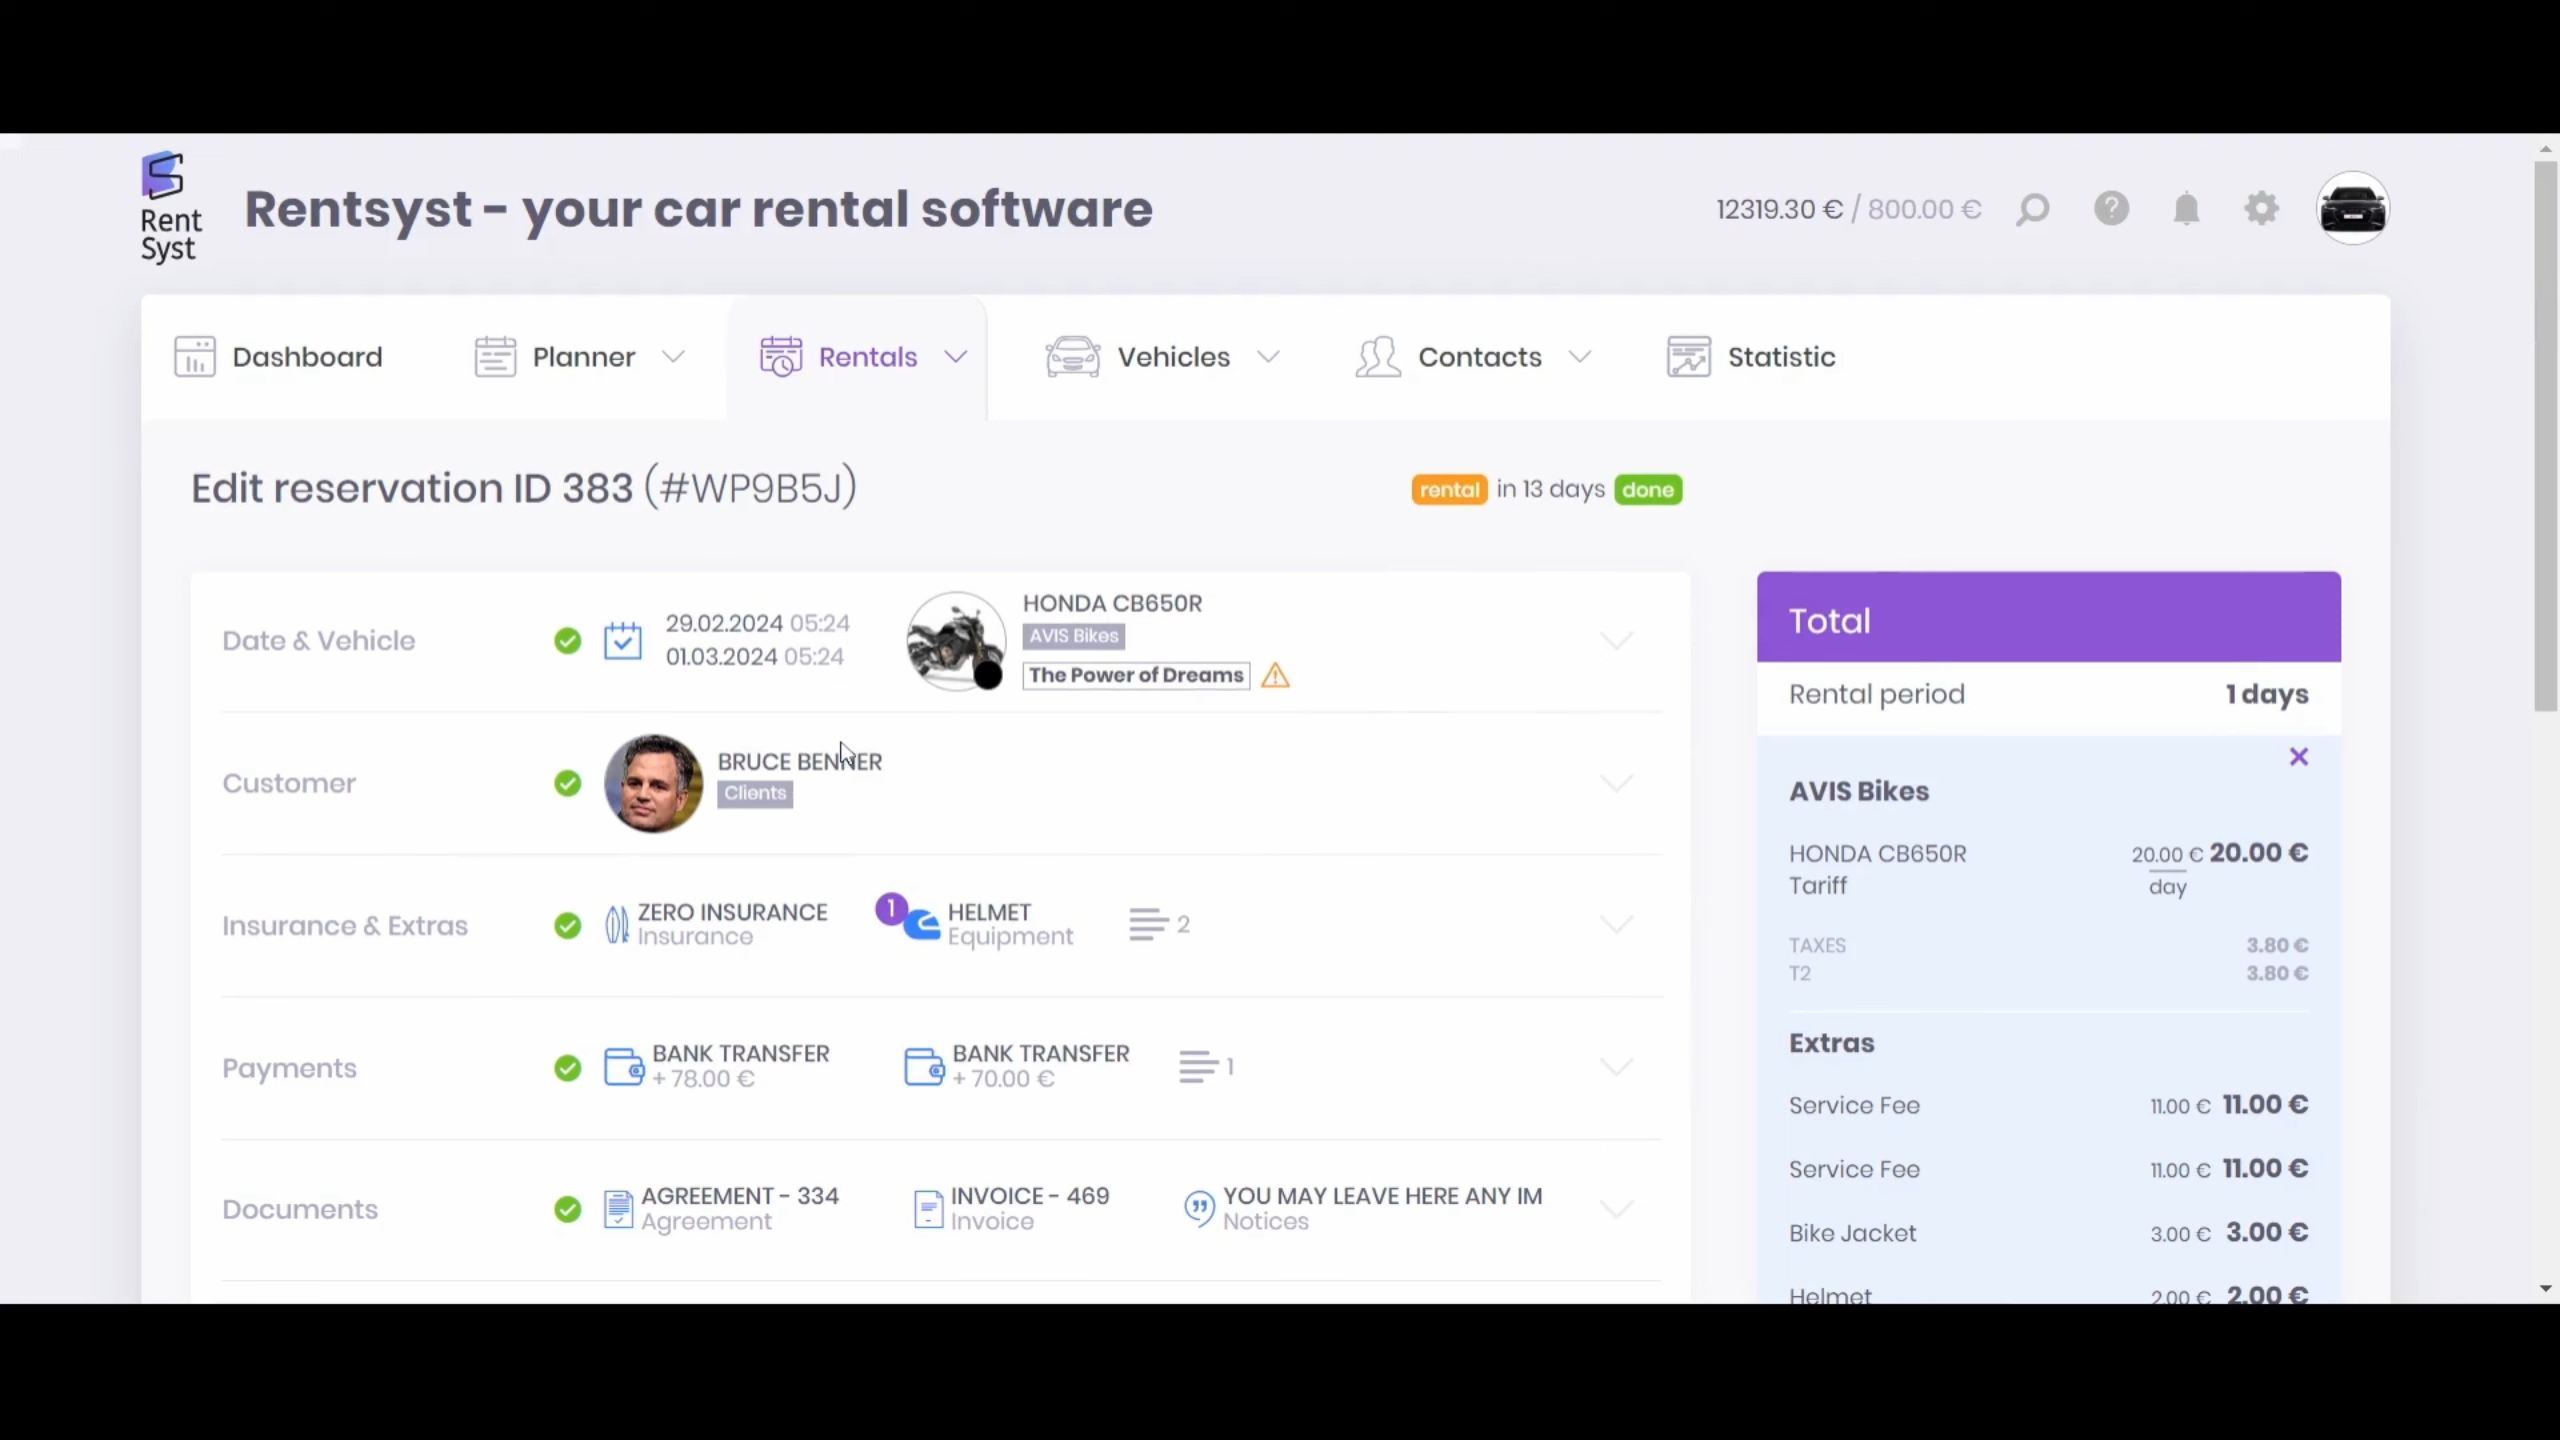 Rent
Syst
Rentsyst - your car rental software
12319.30 € / 800.00 €
Dashboard
Planner
Rentals
Vehicles
Contacts
Statistic
Edit reservation ID 383 (#WP9B5J)
rental in 13 days done
Date & Vehicle
29.02.2024 05:24
01.03.2024 05:24
HONDA CB650R
AVIS Bikes
The Power of Dreams
Customer
BRUCE BENNER
Clients
Insurance & Extras
ZERO INSURANCE
Insurance
1
HELMET
Equipment
2
Payments
BANK TRANSFER
+ 78.00 €
BANK TRANSFER
+ 70.00 €
1
Documents
AGREEMENT - 334
Agreement
INVOICE - 469
Invoice
YOU MAY LEAVE HERE ANY IM
Notices
Total
Rental period 1 days
AVIS Bikes
HONDA CB650R 20.00 € 20.00 €
Tariff day
TAXES 3.80 €
T2 3.80 €
Extras
Service Fee 11.00 € 11.00 €
Service Fee 11.00 € 11.00 €
Bike Jacket 3.00 € 3.00 €
Helmet 2.00 € 2.00 €